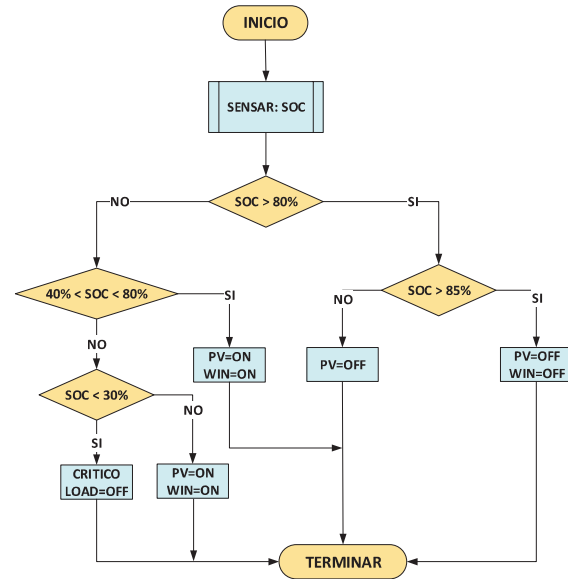 INICIO
SENSAR: SOC
SOC > 80%
NO
SI
40% < SOC < 80%
SI
NO
SOC > 85%
NO
SI
PV=ON
WIN=ON
PV=OFF
PV=OFF
WIN=OFF
SOC < 30%
SI
NO
CRITICO
LOAD=OFF
PV=ON
WIN=ON
TERMINAR